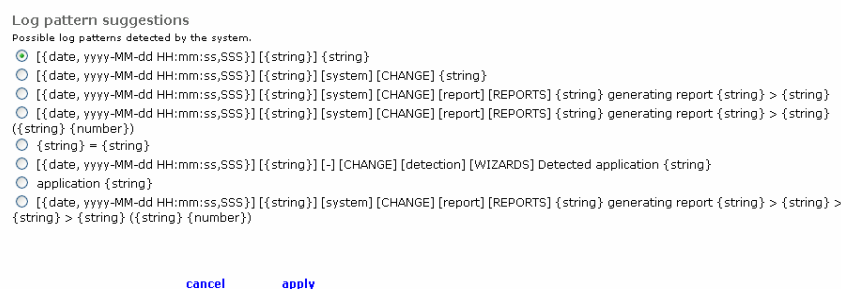 Log pattern suggestions
Possible log patterns detected by the system.
[{date, yyyy-MM-dd HH:mm:ss,SSS}] [{string}] {string}
[{date, yyyy-MM-dd HH:mm:ss,SSS}] [{string}] [system] [CHANGE] {string}
[{date, yyyy-MM-dd HH:mm:ss,SSS}] [{string}] [system] [CHANGE] [report] [REPORTS] {string} generating report {string} > {string}
[{date, yyyy-MM-dd HH:mm:ss,SSS}] [{string}] [system] [CHANGE] [report] [REPORTS] {string} generating report {string} > {string}
({string} {number})
{string} = {string}
[{date, yyyy-MM-dd HH:mm:ss,SSS}] [{string}] [-] [CHANGE] [detection] [WIZARDS] Detected application {string}
application {string}
[{date, yyyy-MM-dd HH:mm:ss,SSS}] [{string}] [system] [CHANGE] [report] [REPORTS] {string} generating report {string} > {string} >
{string} > {string} ({string} {number})
cancel apply